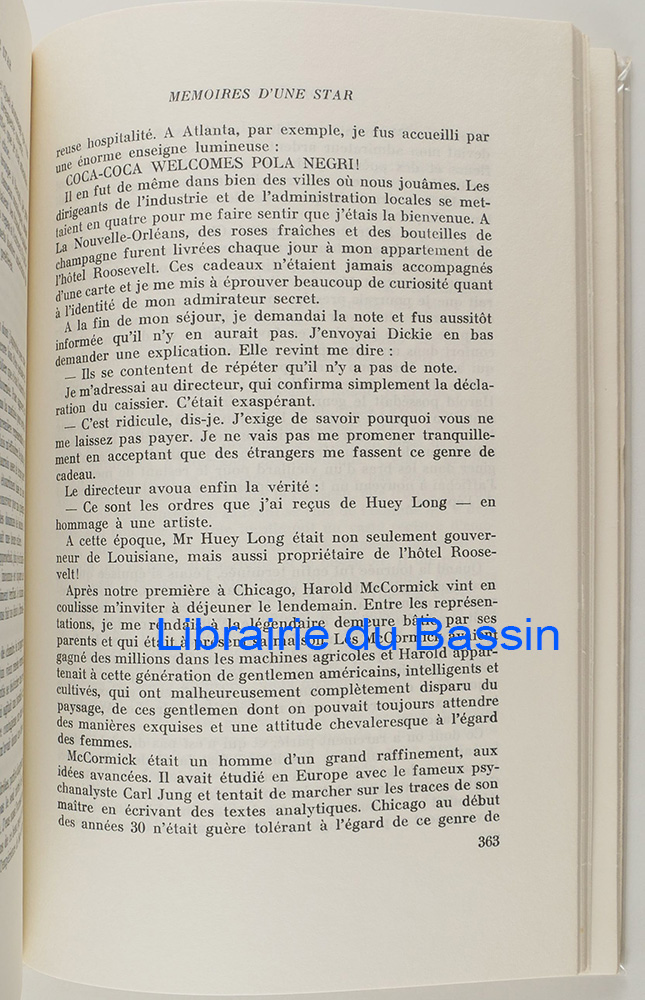 MEMOIRES D'UNE STAR
reuse hospitalité. A Atlanta, par exemple, je fus accueilli par
une énorme enseigne lumineuse :
COCA-COCA WELCOMES POLA NEGRI!
Il en fut de même dans bien des villes où nous jouâmes. Les
dirigeants de l'industrie et de l'administration locales se met-
taient en quatre pour me faire sentir que j'étais la bienvenue. A
La Nouvelle-Orléans, des roses fraîches et des bouteilles de
champagne furent livrées chaque jour à mon appartement de
l'hôtel Roosevelt. Ces cadeaux n'étaient jamais accompagnés
d'une carte et je me mis à éprouver beaucoup de curiosité quant
à l'identité de mon admirateur secret.
A la fin de mon séjour, je demandai la note et fus aussitôt
informée qu'il n'y en aurait pas. J'envoyai Dickie en bas
demander une explication. Elle revint me dire :
— Ils se contentent de répéter qu'il n'y a pas de note.
Je m'adressai au directeur, qui confirma simplement la décla-
ration du caissier. C'était exaspérant.
— C'est ridicule, dis-je. J'exige de savoir pourquoi vous ne
me laissez pas payer. Je ne vais pas me promener tranquille-
ment en acceptant que des étrangers me fassent ce genre de
cadeau.
Le directeur avoua enfin la vérité :
— Ce sont les ordres que j'ai reçus de Huey Long — en
hommage à une artiste.
A cette époque, Mr Huey Long était non seulement gouver-
neur de Louisiane, mais aussi propriétaire de l'hôtel Roose-
velt!
Après notre première à Chicago, Harold McCormick vint en
coulisse m'inviter à déjeuner le lendemain. Entre les représen-
tations, je me rendais à la légendaire demeure bâtie par ses
parents et qui était à présent sa maison. Les McCormick avaient
Librairie du Bassin
gagné des millions dans les machines agricoles et Harold appar-
tenait à cette génération de gentlemen américains, intelligents et
cultivés, qui ont malheureusement complètement disparu du
paysage, de ces gentlemen dont on pouvait toujours attendre
des manières exquises et une attitude chevaleresque à l'égard
des femmes.
McCormick était un homme d'un grand raffinement, aux
idées avancées. Il avait étudié en Europe avec le fameux psy-
chanalyste Carl Jung et tentait de marcher sur les traces de son
maître en écrivant des textes analytiques. Chicago au début
des années 30 n'était guère tolérant à l'égard de ce genre de
363